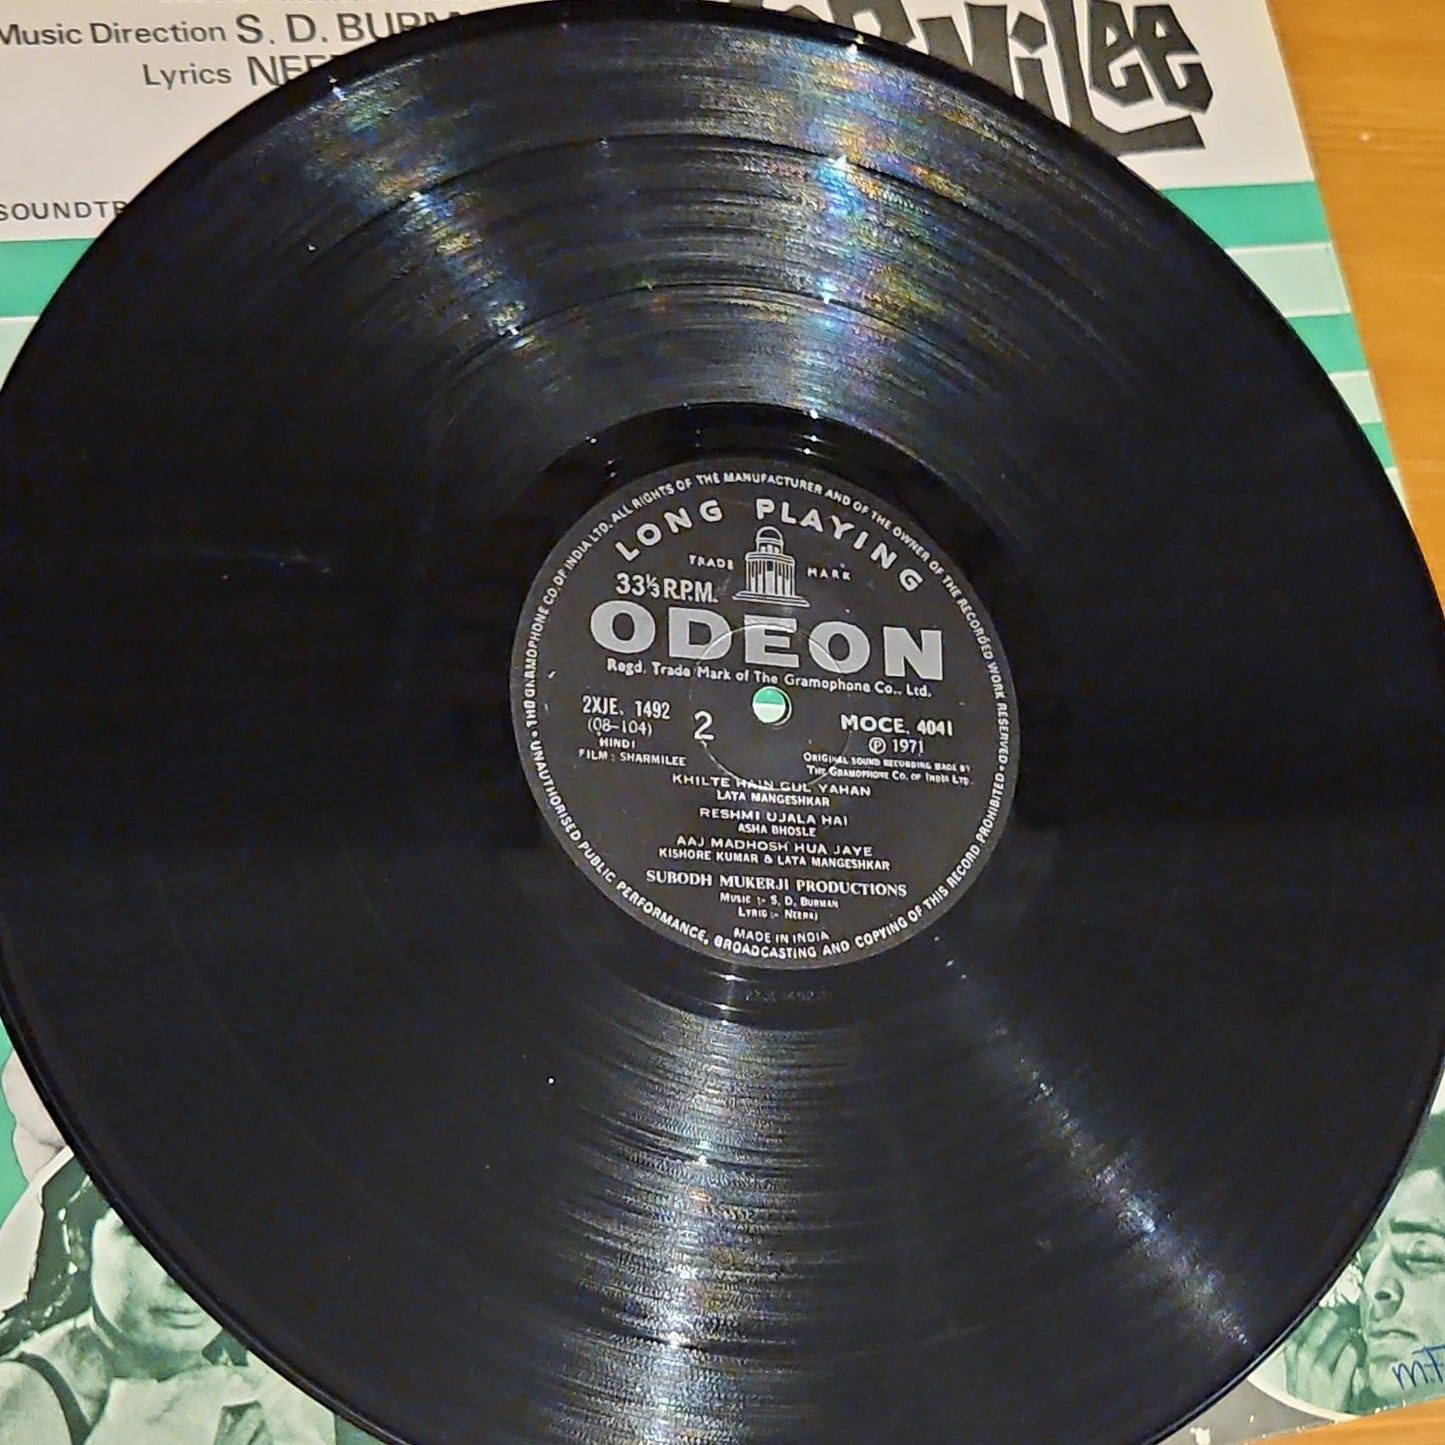 Music Direction S. D. BURM
Lyrics NEE
SOUNDTR
THE GRAMOPHONE CO. OF INDIA LTD. ALL RIGHTS OF THE MANUFACTURER AND OF THE OWNER OF THE RECORDED WORK RESERVED • UNAUTHORISED PUBLIC PERFORMANCE, BROADCASTING AND COPYING OF THIS RECORD PROHIBITED •
LONG PLAYING
TRADE MARK
33⅓ R.P.M.
ODEON
Regd. Trade Mark of The Gramophone Co., Ltd.
2XJE. 1492
(08-104)
HINDI
FILM : SHARMILEE
2
MOCE. 4041
Ⓟ 1971
ORIGINAL SOUND RECORDING MADE BY
THE GRAMOPHONE CO. OF INDIA LTD.
KHILTE HAIN GUL YAHAN
LATA MANGESHKAR
RESHMI UJALA HAI
ASHA BHOSLE
AAJ MADHOSH HUA JAYE
KISHORE KUMAR & LATA MANGESHKAR
SUBODH MUKERJI PRODUCTIONS
MUSIC :- S. D. BURMAN
LYRIC :- NEERAJ
MADE IN INDIA
2XJE 1492